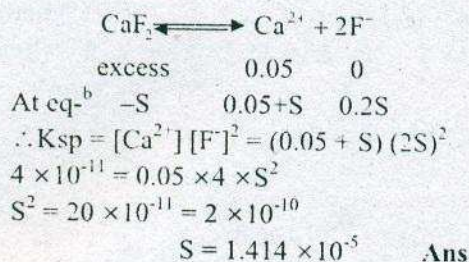 CaF₂ ⇌ Ca²⁺ + 2F⁻
excess 0.05 0
At eq-ᵇ –S 0.05+S 0.2S
∴Ksp = [Ca²⁺] [F⁻]² = (0.05 + S) (2S)²
4 ×10⁻¹¹ = 0.05 ×4 ×S²
S² = 20 ×10⁻¹¹ = 2 ×10⁻¹⁰
S = 1.414 ×10⁻⁵ Ans